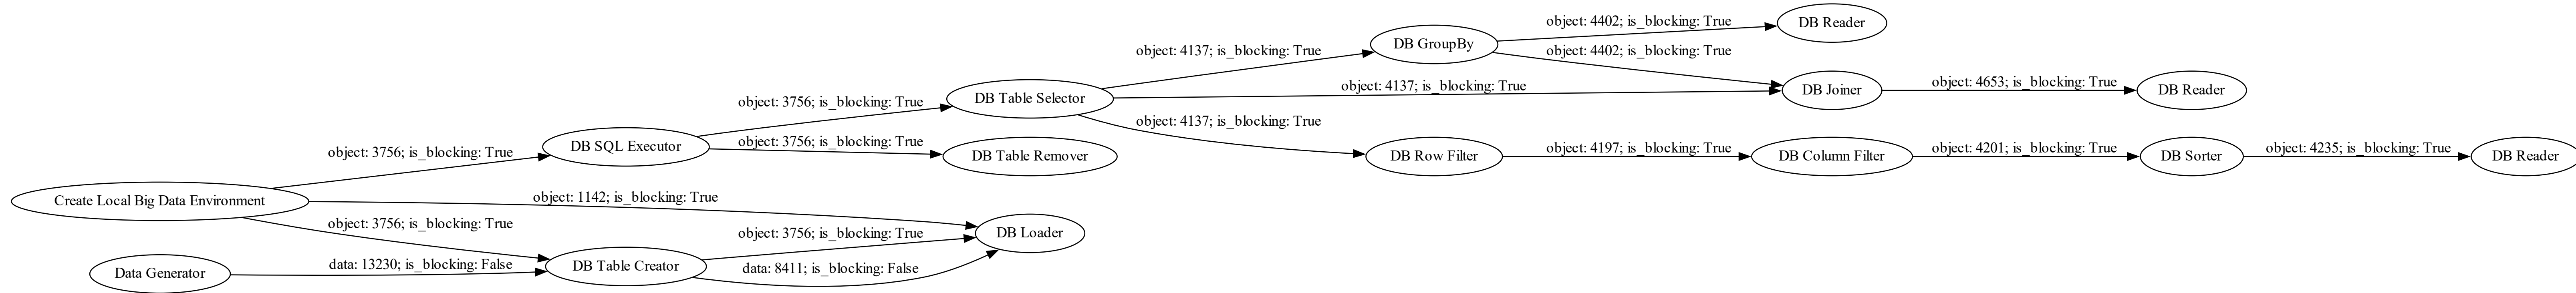 object: 4402; is_blocking: True
DB Reader
DB GroupBy
object: 4137; is_blocking: True
object: 4402; is_blocking: True
object: 4137; is_blocking: True
object: 4653; is_blocking: True
DB Joiner
DB Reader
DB Table Selector
object: 3756; is_blocking: True
object: 4137; is_blocking: True
object: 3756; is_blocking: True
DB SQL Executor
object: 3756; is_blocking: True
DB Table Remover
DB Row Filter
object: 4197; is_blocking: True
DB Column Filter
object: 4201; is_blocking: True
DB Sorter
object: 4235; is_blocking: True
DB Reader
Create Local Big Data Environment
object: 1142; is_blocking: True
object: 3756; is_blocking: True
object: 3756; is_blocking: True
DB Loader
Data Generator
data: 13230; is_blocking: False
DB Table Creator
data: 8411; is_blocking: False